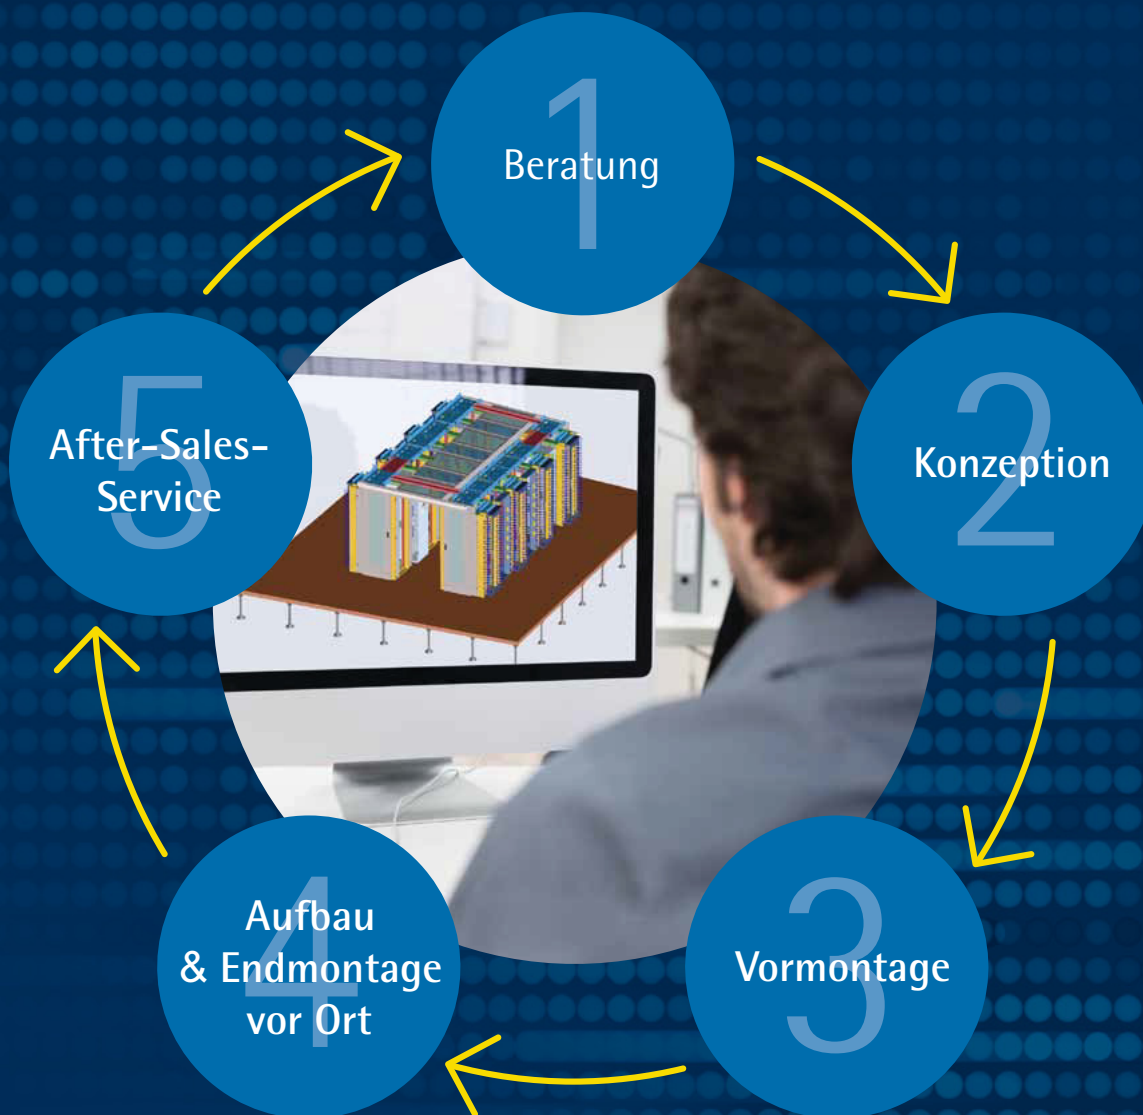 1
Beratung
2
Konzeption
3
Vormontage
4
Aufbau
& Endmontage
vor Ort
5
After-Sales-
Service